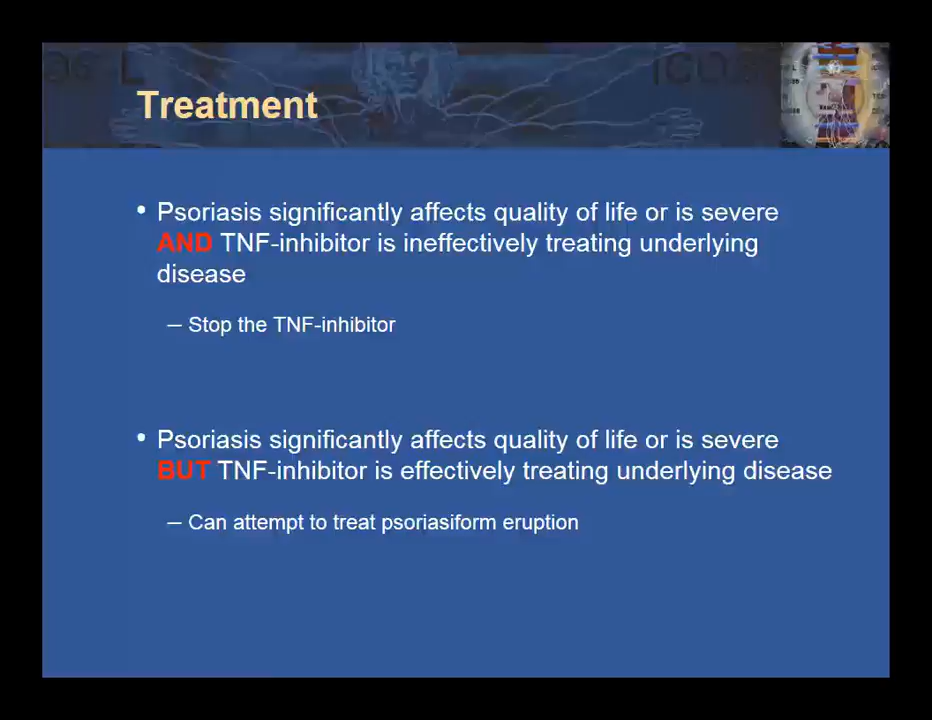 Treatment
• Psoriasis significantly affects quality of life or is severe
AND TNF-inhibitor is ineffectively treating underlying
disease
– Stop the TNF-inhibitor
• Psoriasis significantly affects quality of life or is severe
BUT TNF-inhibitor is effectively treating underlying disease
– Can attempt to treat psoriasiform eruption